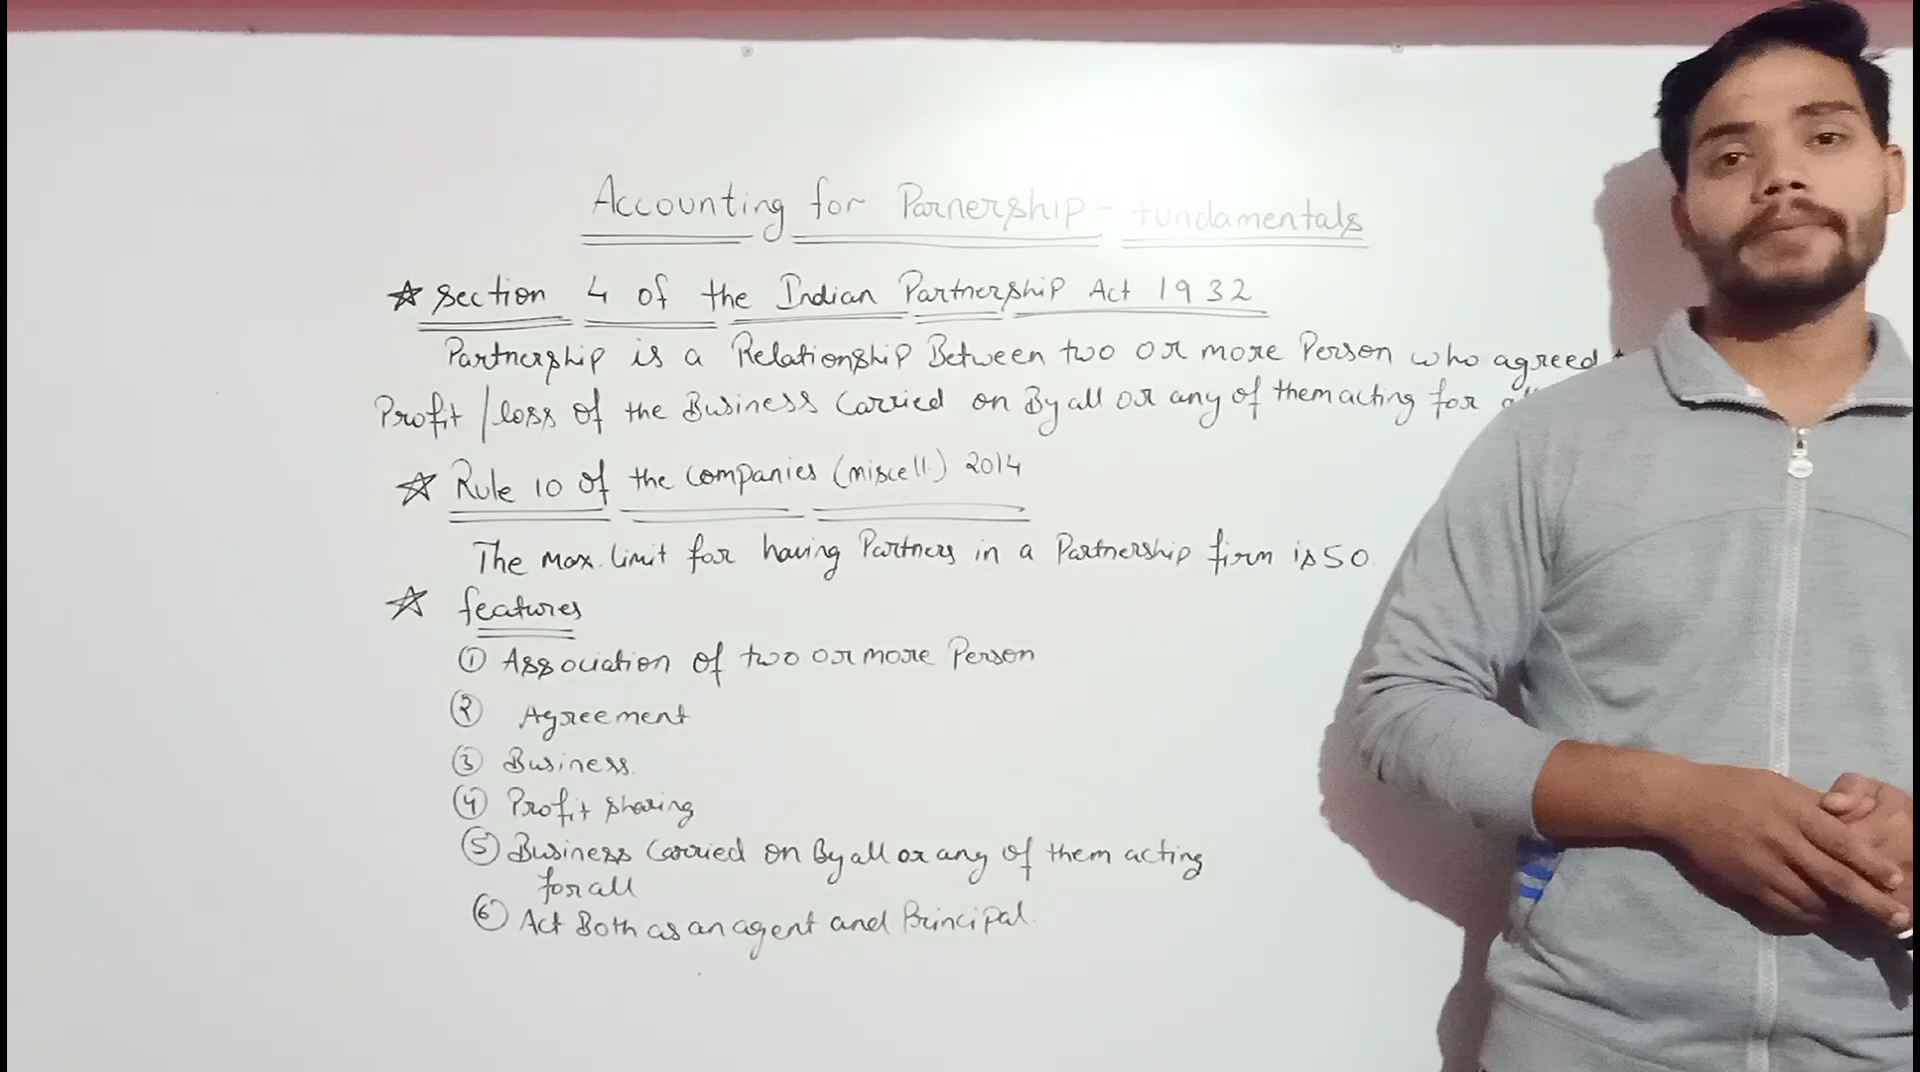 Accounting for Parnership - fundamentals
section 4 of the Indian Partnership Act 1932
Partnership is a Relationship Between two or more Person who agreed
Profit / loss of the Business Carried on By all or any of them acting for
Rule 10 of the companies (miscell.) 2014
The max. limit for having Partners in a Partnership firm is 50.
features
① Association of two or more Person
② Agreement
③ Business.
④ Profit sharing
⑤ Business Carried on By all or any of them acting
for all
⑥ Act Both as an agent and Principal.